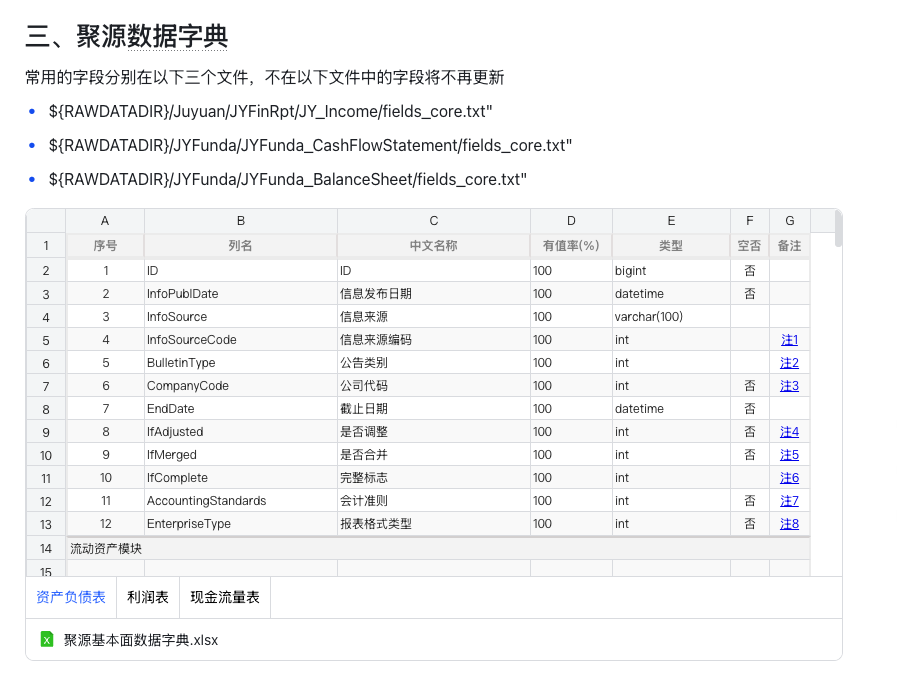 三、聚源数据字典
常用的字段分别在以下三个文件，不在以下文件中的字段将不再更新
• ${RAWDATADIR}/Juyuan/JYFinRpt/JY_Income/fields_core.txt"
• ${RAWDATADIR}/JYFunda/JYFunda_CashFlowStatement/fields_core.txt"
• ${RAWDATADIR}/JYFunda/JYFunda_BalanceSheet/fields_core.txt"
A B C D E F G
1 序号 列名 中文名称 有值率(%) 类型 空否 备注
2 1 ID ID 100 bigint 否
3 2 InfoPublDate 信息发布日期 100 datetime 否
4 3 InfoSource 信息来源 100 varchar(100)
5 4 InfoSourceCode 信息来源编码 100 int 注1
6 5 BulletinType 公告类别 100 int 注2
7 6 CompanyCode 公司代码 100 int 否 注3
8 7 EndDate 截止日期 100 datetime 否
9 8 IfAdjusted 是否调整 100 int 否 注4
10 9 IfMerged 是否合并 100 int 否 注5
11 10 IfComplete 完整标志 100 int 注6
12 11 AccountingStandards 会计准则 100 int 否 注7
13 12 EnterpriseType 报表格式类型 100 int 否 注8
14 流动资产模块
15
资产负债表 利润表 现金流量表
聚源基本面数据字典.xlsx